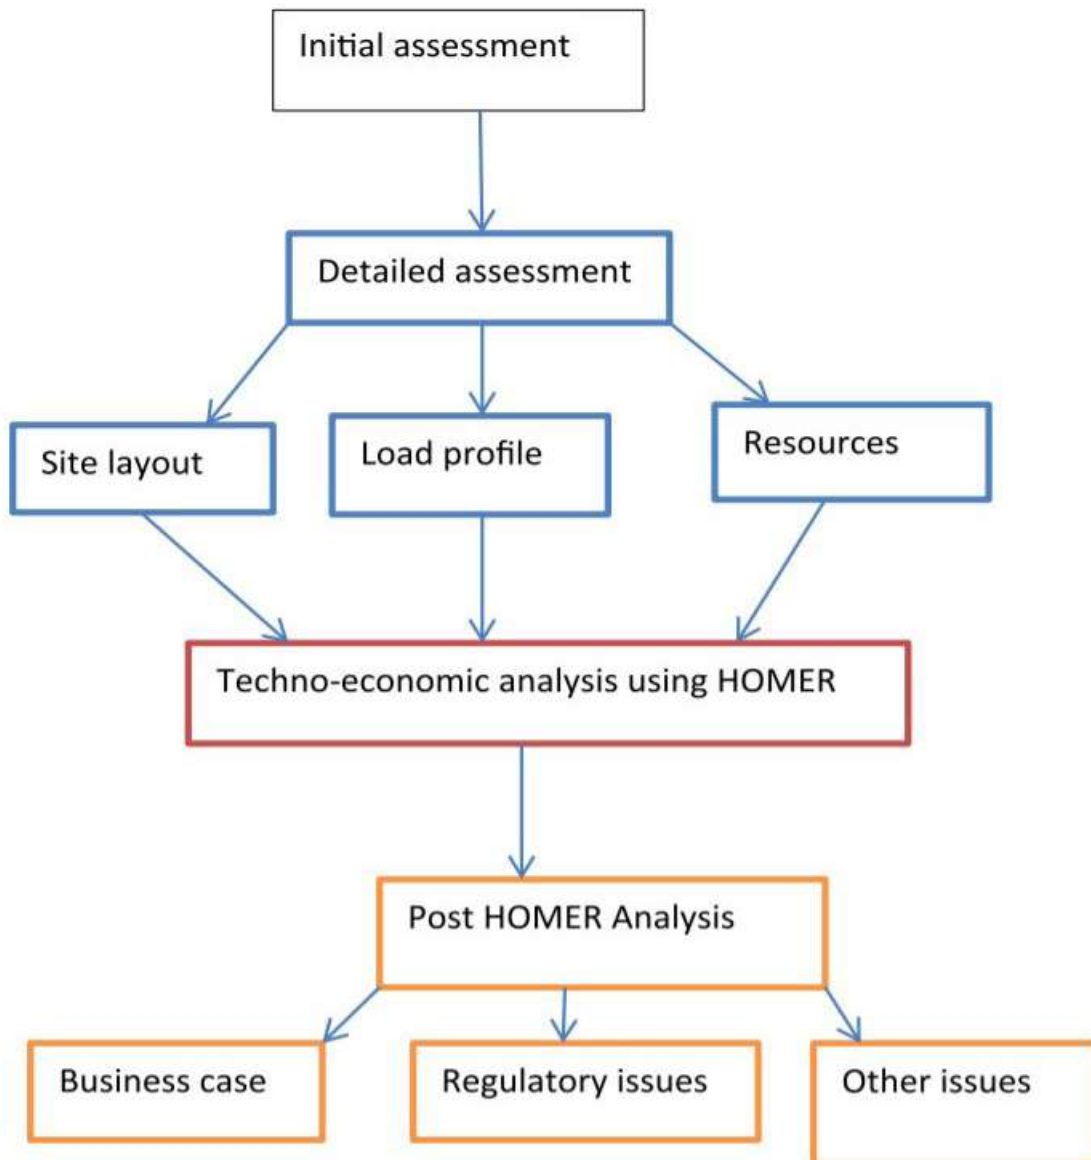 Initial assessment
Detailed assessment
Site layout
Load profile
Resources
Techno-economic analysis using HOMER
Post HOMER Analysis
Business case
Regulatory issues
Other issues